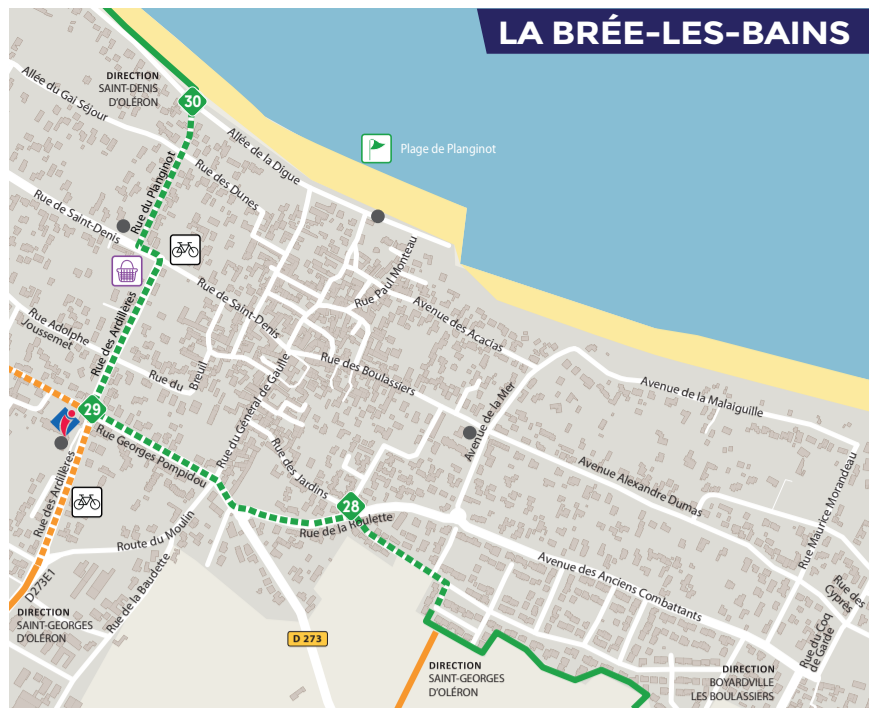 LA BRÉE-LES-BAINS
DIRECTION
SAINT-DENIS
D'OLÉRON
30
Allée du Gai Séjour
Allée de la Digue
Plage de Planginot
Rue du Planginot
Rue des Dunes
Rue de Saint-Denis
Rue Paul Monteau
Avenue des Acacias
Rue de Saint-Denis
Rue des Ardillères
Rue Adolphe
Joussemet
Rue du Breuil
Rue des Boulassiers
Rue du Général de Gaulle
Avenue de la Mer
Avenue de la Malaiguille
29
Rue Georges Pompidou
Rue des Jardins
Avenue Alexandre Dumas
Rue Maurice Morandeau
Rue des Ardillères
28
Rue de la Roulette
Route du Moulin
Rue de la Baudette
Avenue des Anciens Combattants
Rue des
Cyprès
Rue du Coq
de Garde
D273E1
DIRECTION
SAINT-GEORGES
D'OLÉRON
D 273
DIRECTION
SAINT-GEORGES
D'OLÉRON
DIRECTION
BOYARDVILLE
LES BOULASSIERS